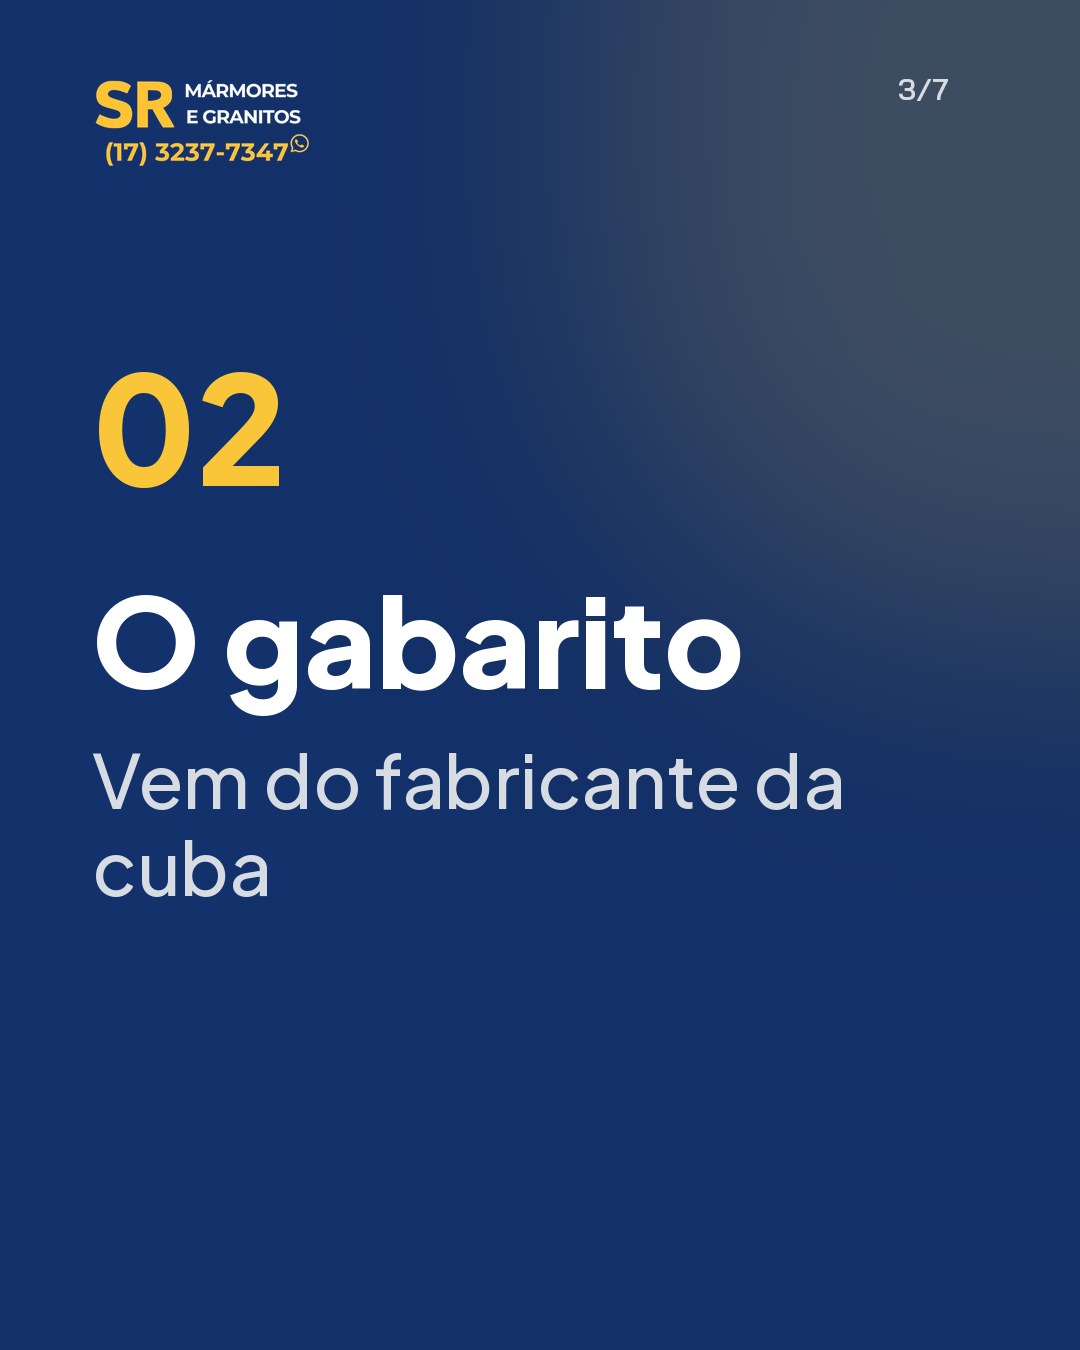 SR MÁRMORES
E GRANITOS
(17) 3237-7347
3/7
02
O gabarito
Vem do fabricante da
cuba